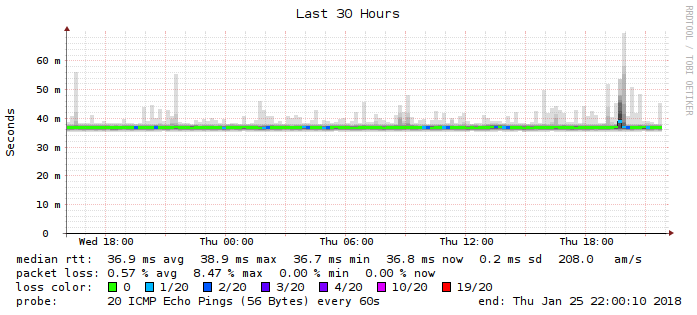 Last 30 Hours
RRDTOOL / TOBI OETIKER
Seconds
60 m
50 m
40 m
30 m
20 m
10 m
0
Wed 18:00 Thu 00:00 Thu 06:00 Thu 12:00 Thu 18:00
median rtt: 36.9 ms avg 38.9 ms max 36.7 ms min 36.8 ms now 0.2 ms sd 208.0 am/s
packet loss: 0.57 % avg 8.47 % max 0.00 % min 0.00 % now
loss color: 0 1/20 2/20 3/20 4/20 10/20 19/20
probe: 20 ICMP Echo Pings (56 Bytes) every 60s end: Thu Jan 25 22:00:10 2018